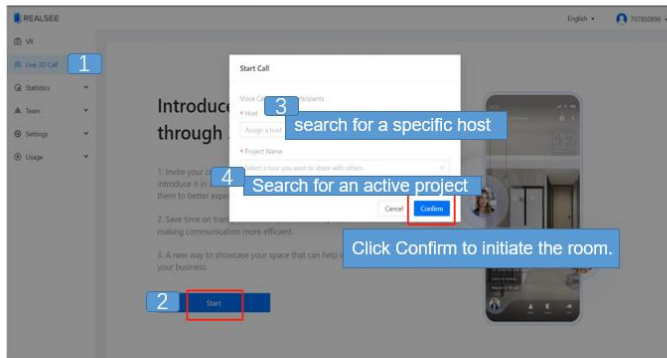 REALSEE
English
707850806
VR
Live 3D Call
1
Statistics
Team
Settings
Usage
Start Call
Voice Ca
participants
3
* Host
Assign a host
search for a specific host
* Project Name
Select a tour you want to share with others
4
Search for an active project
Cancel
Confirm
Click Confirm to initiate the room.
Introduce
through
1. Invite your c
introduce it in
them to better expe
2. Save time on
making communication more efficient.
3. A new way to showcase your space that can help
your business.
2
Start